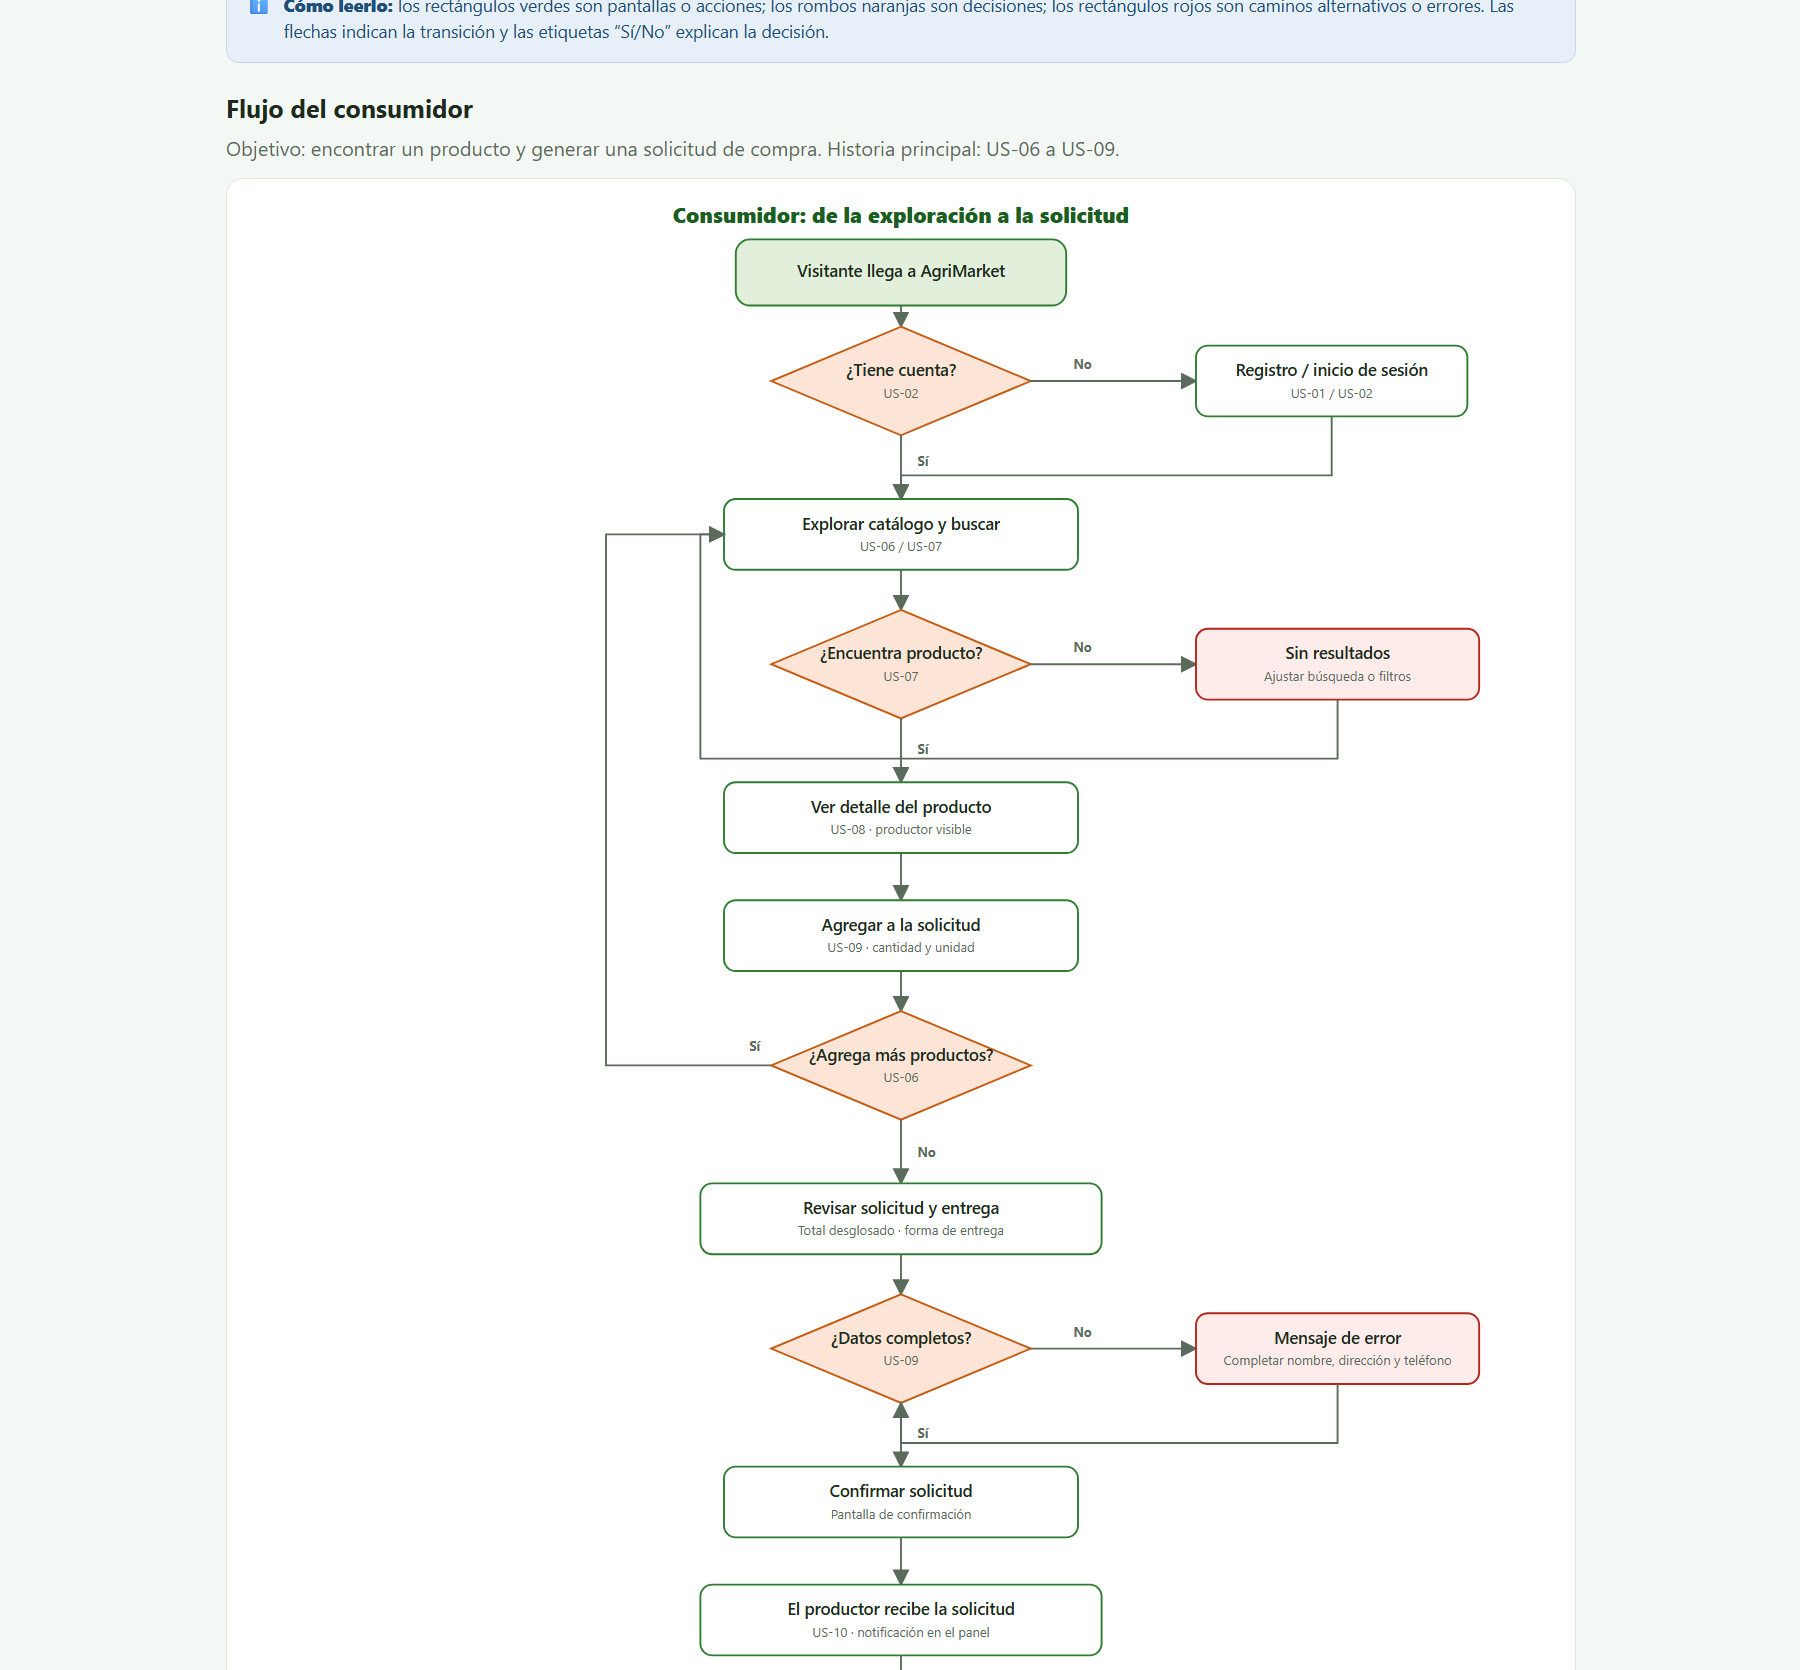 Cómo leerlo: los rectángulos verdes son pantallas o acciones; los rombos naranjas son decisiones; los rectángulos rojos son caminos alternativos o errores. Las
flechas indican la transición y las etiquetas “Sí/No” explican la decisión.
Flujo del consumidor
Objetivo: encontrar un producto y generar una solicitud de compra. Historia principal: US-06 a US-09.
Consumidor: de la exploración a la solicitud
Visitante llega a AgriMarket
¿Tiene cuenta?
US-02
No
Registro / inicio de sesión
US-01 / US-02
Sí
Explorar catálogo y buscar
US-06 / US-07
¿Encuentra producto?
US-07
No
Sin resultados
Ajustar búsqueda o filtros
Sí
Ver detalle del producto
US-08 · productor visible
Agregar a la solicitud
US-09 · cantidad y unidad
Sí
¿Agrega más productos?
US-06
No
Revisar solicitud y entrega
Total desglosado · forma de entrega
¿Datos completos?
US-09
No
Mensaje de error
Completar nombre, dirección y teléfono
Sí
Confirmar solicitud
Pantalla de confirmación
El productor recibe la solicitud
US-10 · notificación en el panel